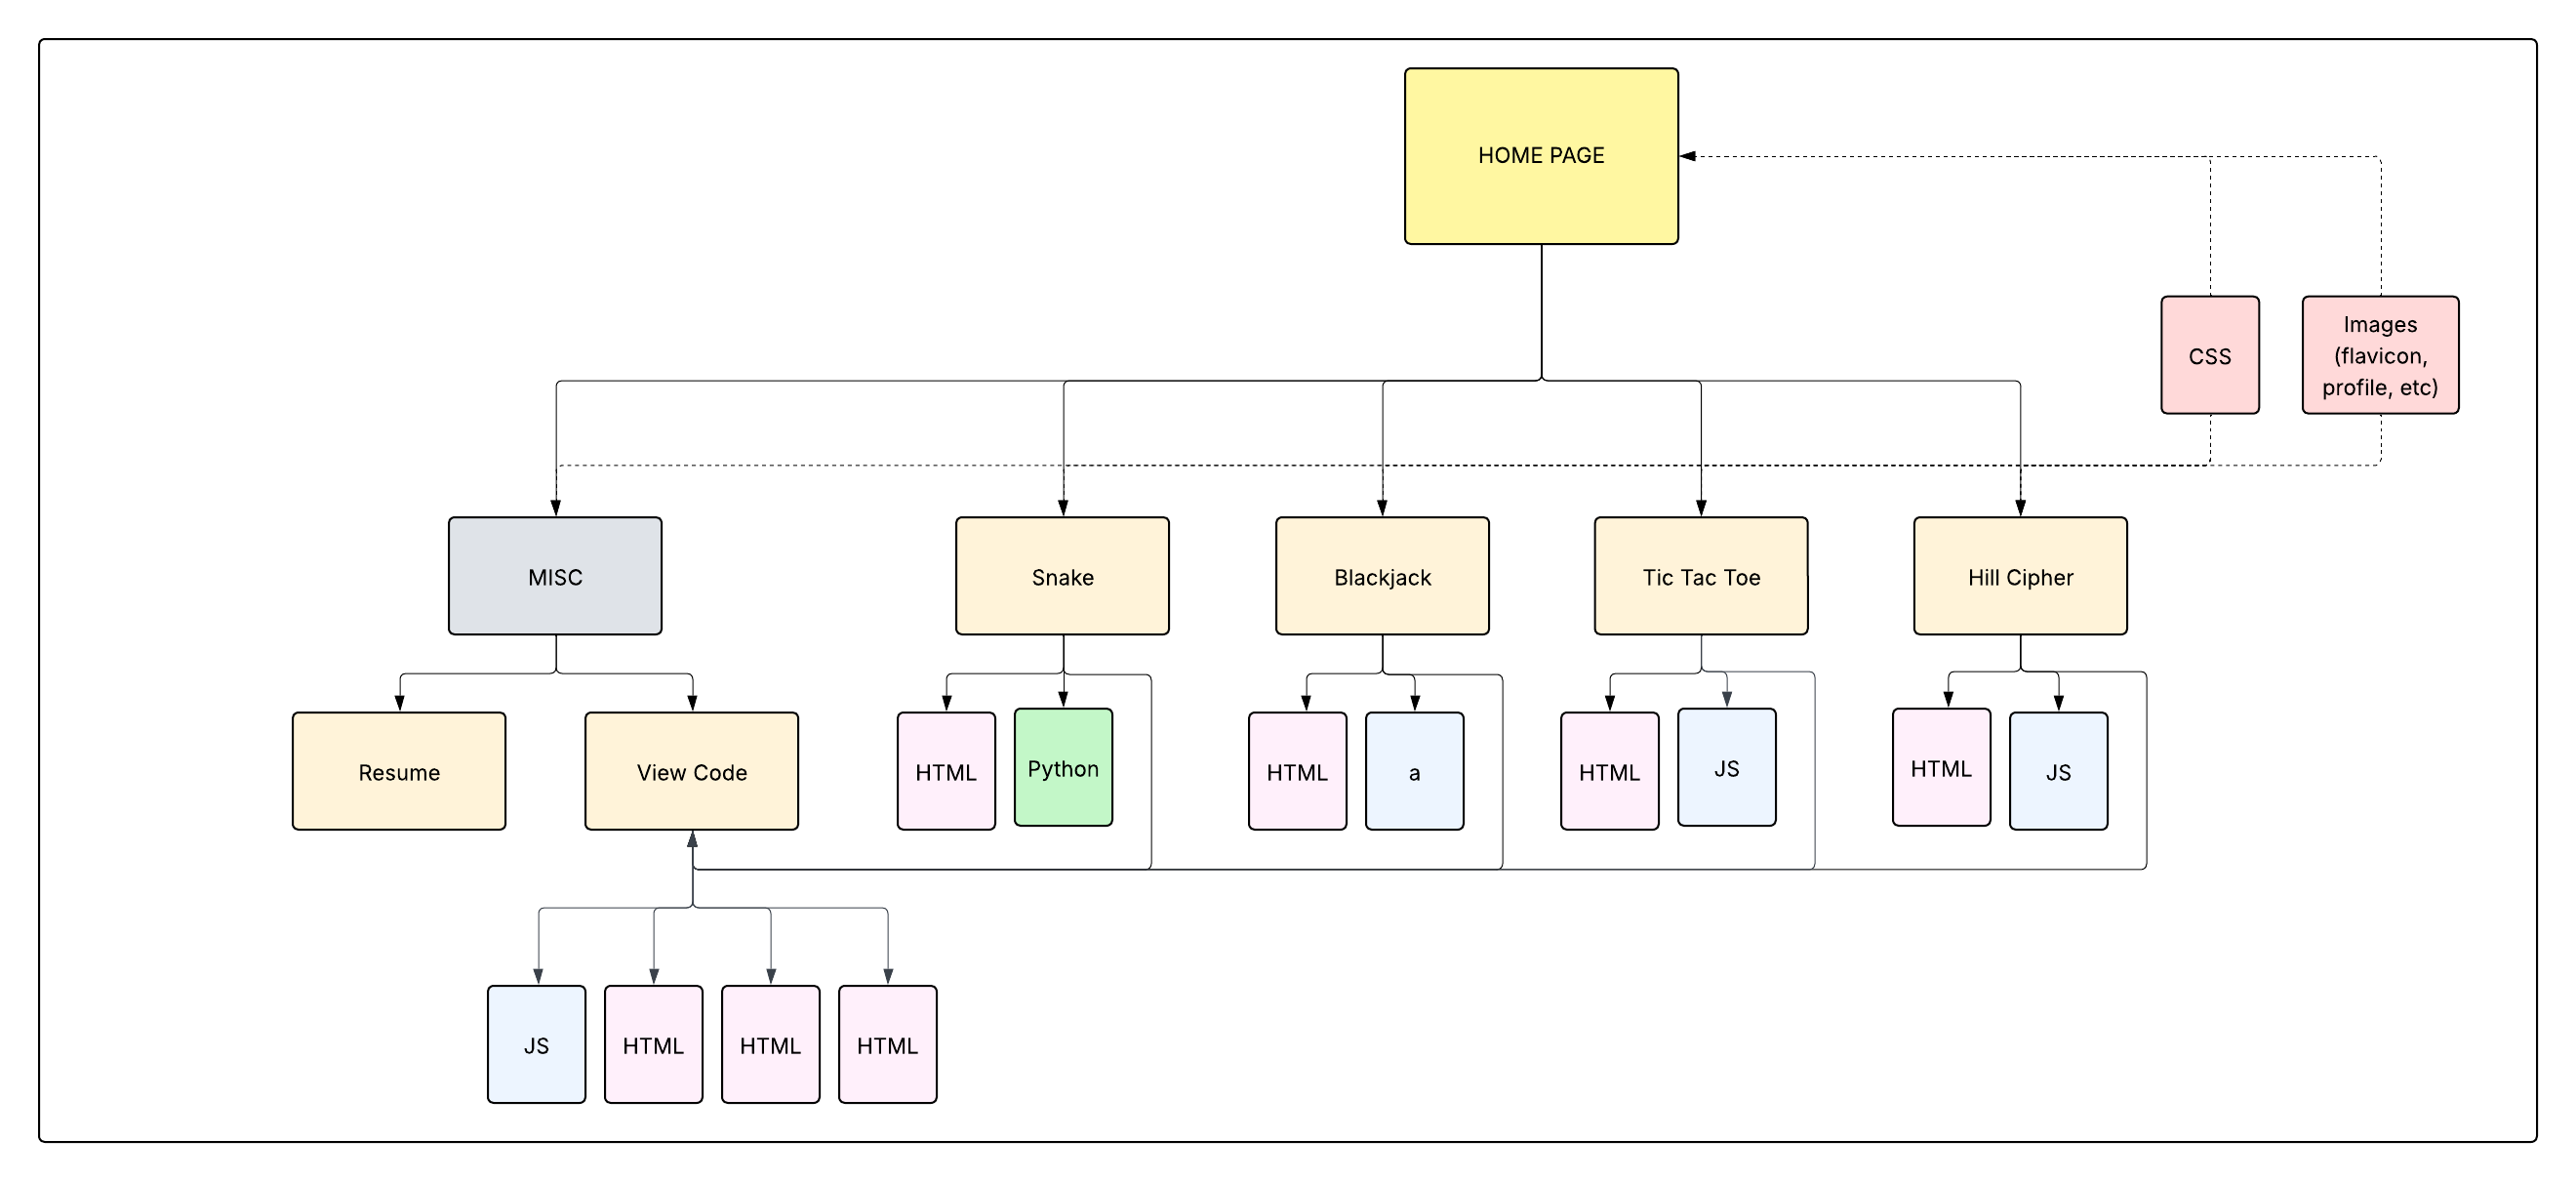 HOME PAGE
CSS
Images
(flavicon,
profile, etc)
MISC
Snake
Blackjack
Tic Tac Toe
Hill Cipher
Resume
View Code
HTML
Python
HTML
a
HTML
JS
HTML
JS
JS
HTML
HTML
HTML